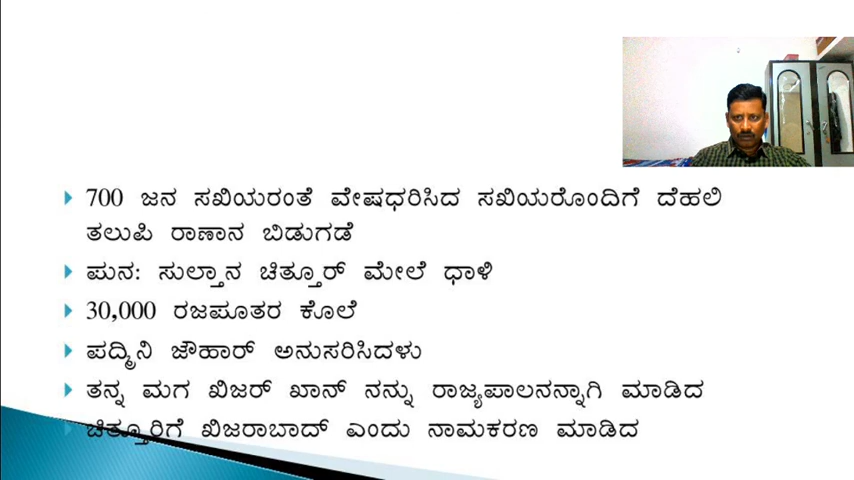 700 ಜನ ಸಖಿಯರಂತೆ ವೇಷಧರಿಸಿದ ಸಖಿಯರೊಂದಿಗೆ ದೆಹಲಿ
ತಲುಪಿ ರಾಣಾನ ಬಿಡುಗಡೆ
ಪುನ: ಸುಲ್ತಾನ ಚಿತ್ತೂರ್ ಮೇಲೆ ಧಾಳಿ
30,000 ರಜಪೂತರ ಕೊಲೆ
ಪದ್ಮಿನಿ ಜೌಹಾರ್ ಅನುಸರಿಸಿದಳು
ತನ್ನ ಮಗ ಖಿಜರ್ ಖಾನ್ ನನ್ನು ರಾಜ್ಯಪಾಲನನ್ನಾಗಿ ಮಾಡಿದ
ಚಿತ್ತೂರಿಗೆ ಖಿಜರಾಬಾದ್ ಎಂದು ನಾಮಕರಣ ಮಾಡಿದ